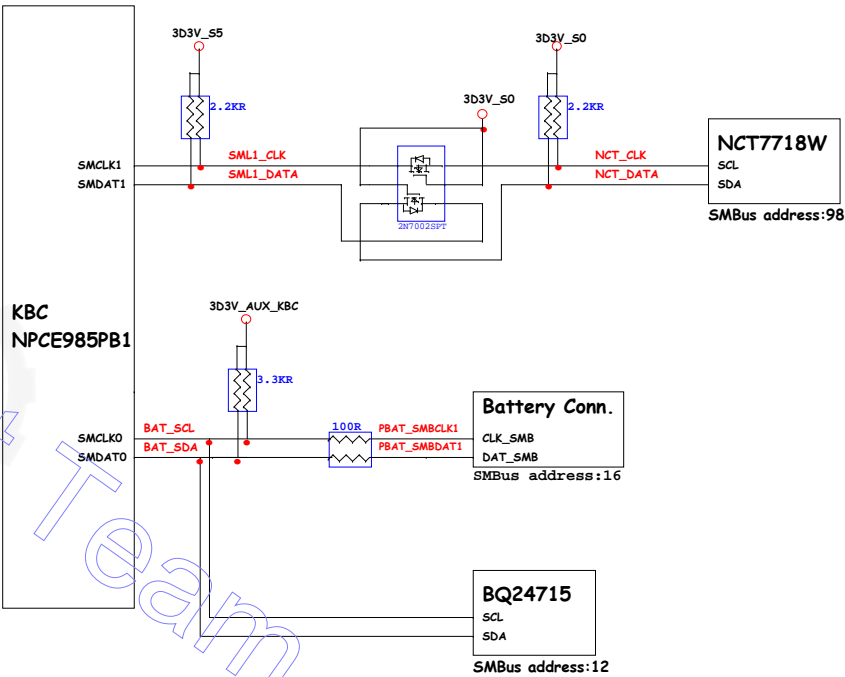 3D3V_S5
3D3V_S0
2.2KR
3D3V_S0
2.2KR
NCT7718W
SMCLK1
SML1_CLK
NCT_CLK
SCL
SMDAT1
SML1_DATA
NCT_DATA
SDA
2N7002SPT
SMBus address:98
KBC
NPCE985PB1
3D3V_AUX_KBC
3.3KR
Battery Conn.
SMCLK0
BAT_SCL
100R
PBAT_SMBCLK1
CLK_SMB
SMDAT0
BAT_SDA
PBAT_SMBDAT1
DAT_SMB
SMBus address:16
BQ24715
SCL
SDA
SMBus address:12
Team